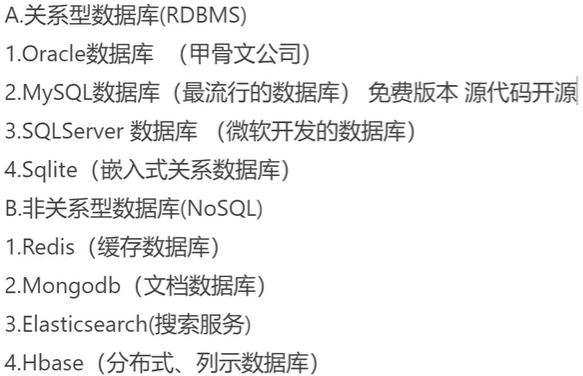 A.关系型数据库(RDBMS)
1.Oracle数据库 （甲骨文公司）
2.MySQL数据库（最流行的数据库） 免费版本 源代码开源
3.SQLServer 数据库 （微软开发的数据库）
4.Sqlite（嵌入式关系数据库）
B.非关系型数据库(NoSQL)
1.Redis（缓存数据库）
2.Mongodb（文档数据库）
3.Elasticsearch(搜索服务)
4.Hbase（分布式、列示数据库）